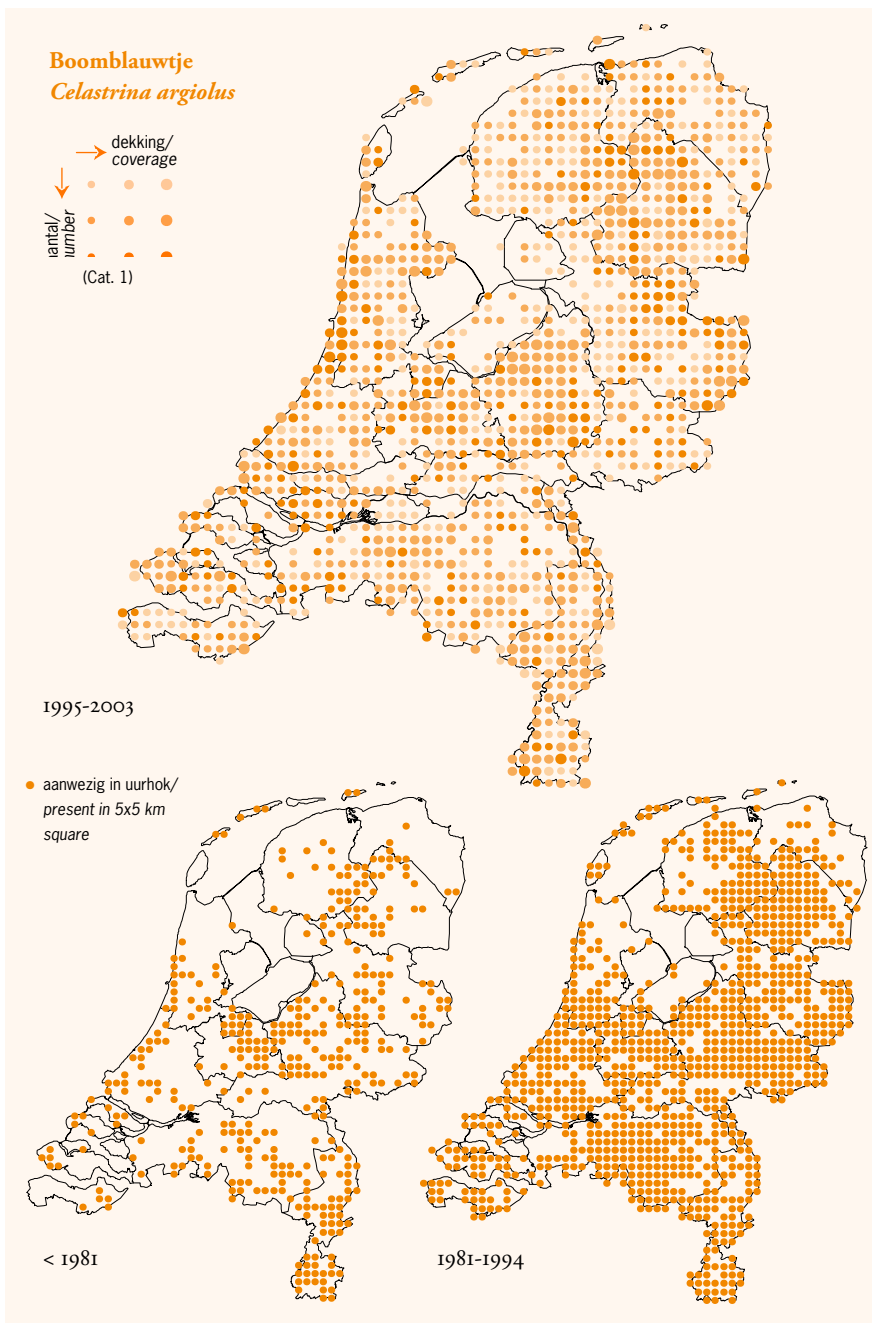 Boomblauwtje
Celastrina argiolus
dekking/
coverage
(Cat. 1)
1995-2003
aanwezig in uurhok/
present in 5x5 km
square
< 1981
1981-1994